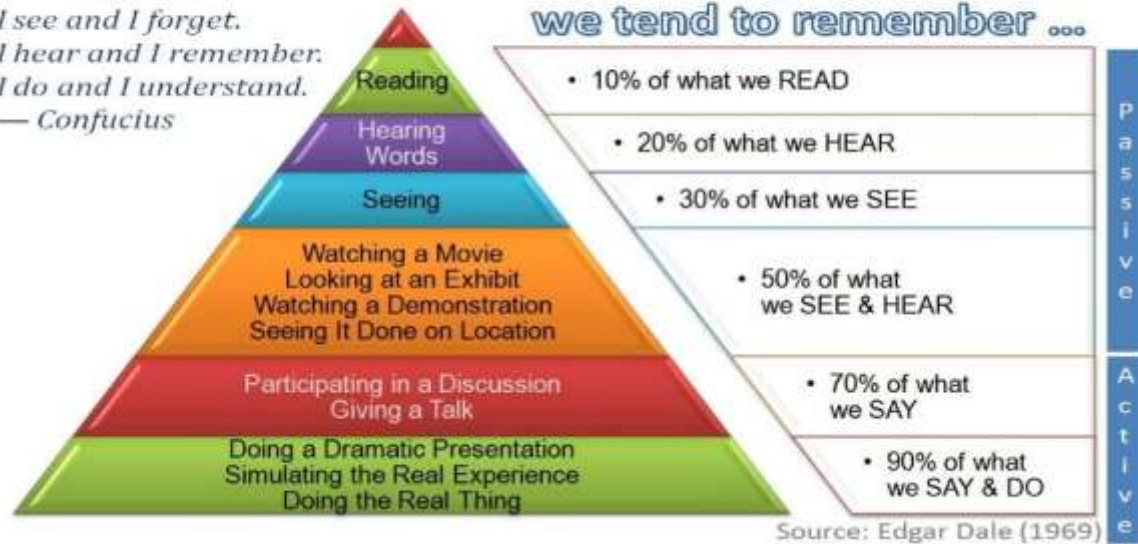 I see and I forget.
I hear and I remember.
I do and I understand.
— Confucius
we tend to remember ...
Reading
Hearing
Words
Seeing
Watching a Movie
Looking at an Exhibit
Watching a Demonstration
Seeing It Done on Location
Participating in a Discussion
Giving a Talk
Doing a Dramatic Presentation
Simulating the Real Experience
Doing the Real Thing
• 10% of what we READ
• 20% of what we HEAR
• 30% of what we SEE
• 50% of what
we SEE & HEAR
• 70% of what
we SAY
• 90% of what
we SAY & DO
Passive
Active
Source: Edgar Dale (1969)